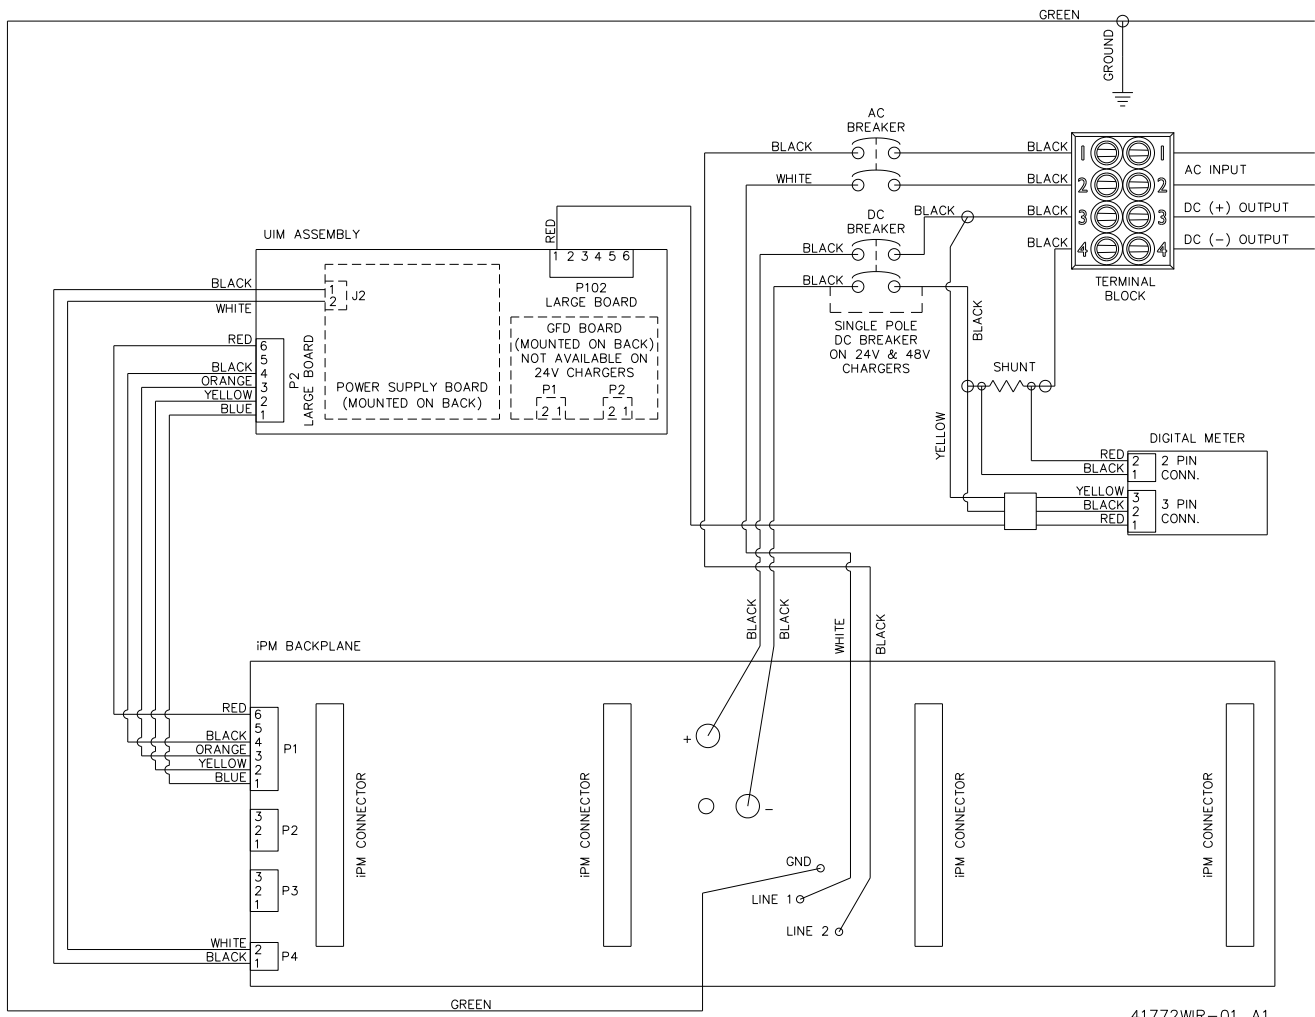 GREEN
GROUND
AC
BREAKER
BLACK
BLACK
1
1
AC INPUT
WHITE
BLACK
2
2
DC
BREAKER
BLACK
BLACK
3
3
DC (+) OUTPUT
BLACK
BLACK
4
4
DC (-) OUTPUT
TERMINAL
BLOCK
BLACK
SINGLE POLE
DC BREAKER
ON 24V & 48V
CHARGERS
BLACK
SHUNT
YELLOW
UIM ASSEMBLY
RED
1 2 3 4 5 6
P102
LARGE BOARD
BLACK
1
WHITE
2
J2
GFD BOARD
(MOUNTED ON BACK)
NOT AVAILABLE ON
24V CHARGERS
P1
P2
2 1
2 1
POWER SUPPLY BOARD
(MOUNTED ON BACK)
RED 6
5
BLACK 4
ORANGE 3
YELLOW 2
BLUE 1
P2
LARGE BOARD
DIGITAL METER
RED 2
BLACK 1
2 PIN
CONN.
YELLOW 3
BLACK 2
RED 1
3 PIN
CONN.
BLACK
BLACK
WHITE
BLACK
iPM BACKPLANE
RED 6
5
BLACK 4
ORANGE 3
YELLOW 2
BLUE 1
P1
3
2
1
P2
3
2
1
P3
WHITE 2
BLACK 1
P4
iPM CONNECTOR
iPM CONNECTOR
+
-
GND
LINE 1
LINE 2
iPM CONNECTOR
iPM CONNECTOR
GREEN
41772WIR-01 A1